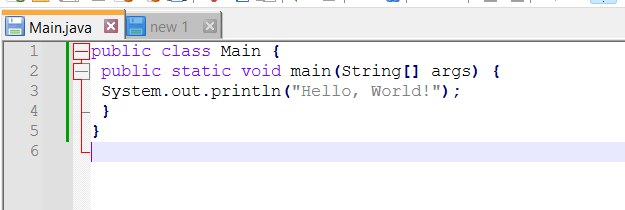 Main.java new 1
1 public class Main {
2 public static void main(String[] args) {
3 System.out.println("Hello, World!");
4 }
5 }
6